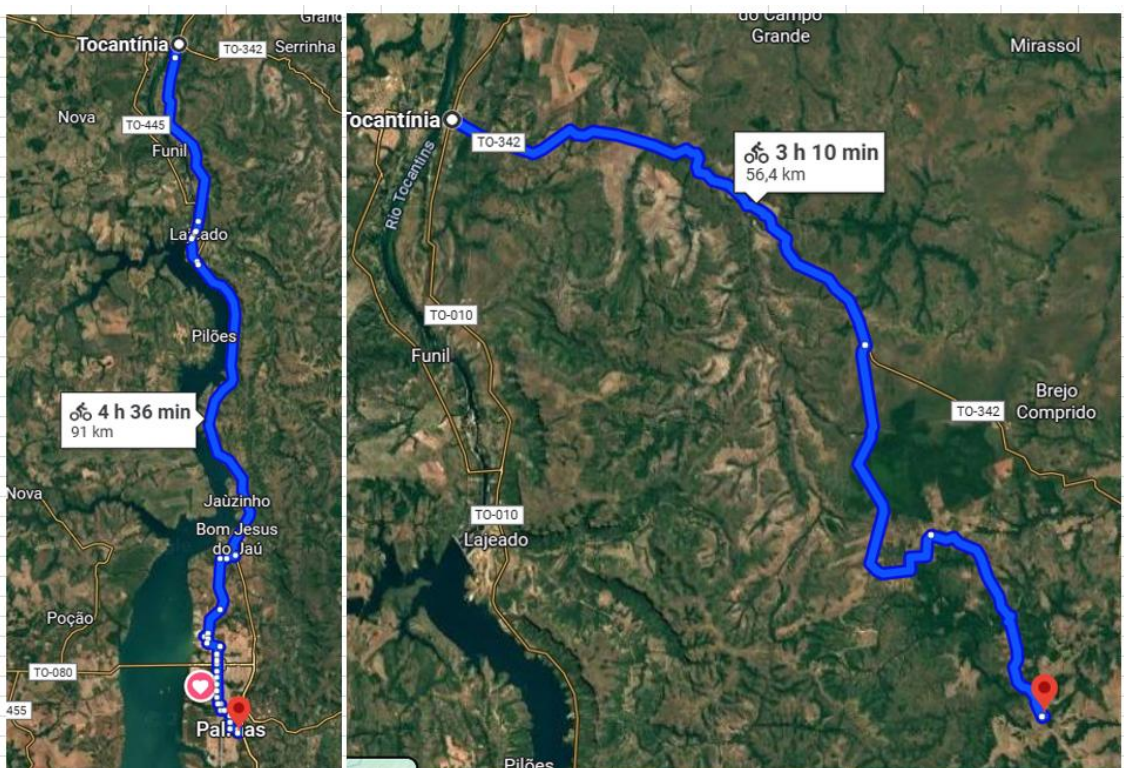 Grand
Tocantínia
TO-342
Serrinha
Nova
TO-445
Funil
Lajeado
Pilões
4 h 36 min
91 km
Nova
Jaùzinho
Bom Jesus
do Jaú
Poção
TO-080
455
Palmas
do Campo
Grande
Mirassol
Tocantínia
TO-342
3 h 10 min
56,4 km
Rio Tocantins
TO-010
Funil
Brejo
Comprido
TO-342
TO-010
Lajeado
Pilões